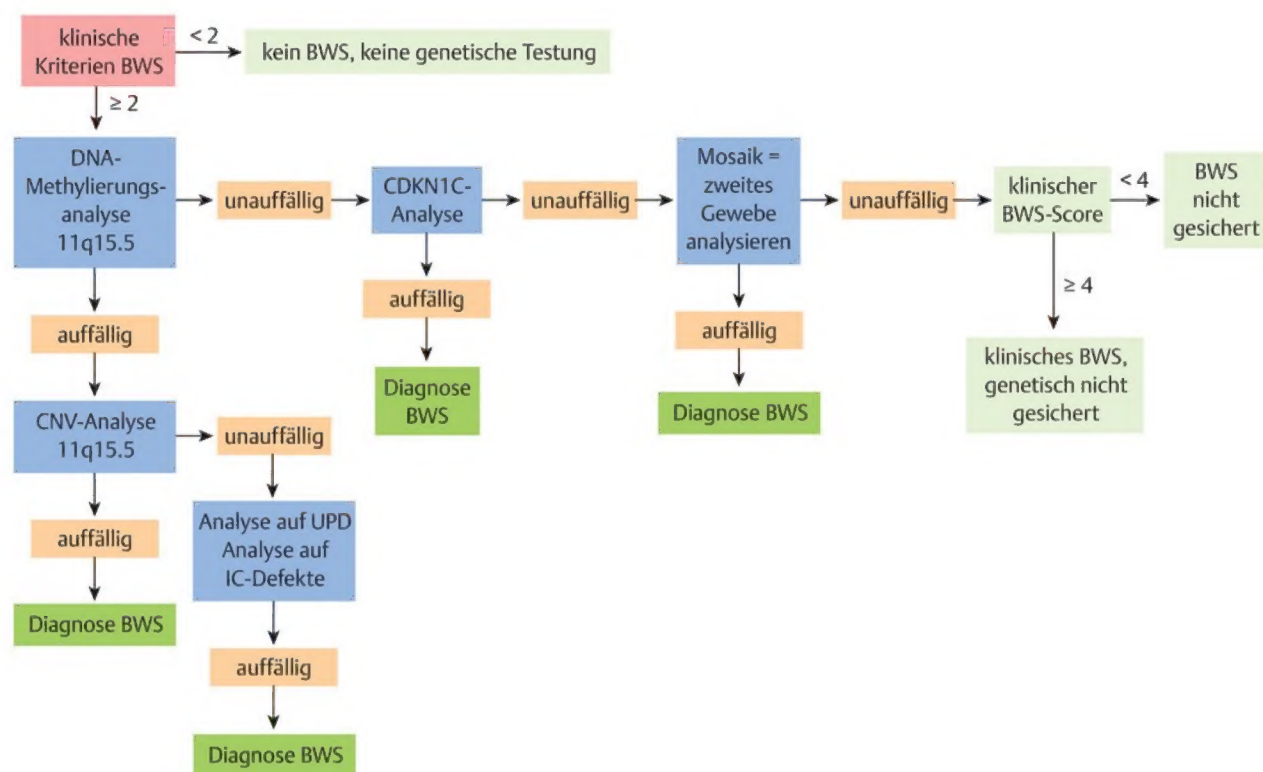 klinische
Kriterien BWS
< 2
kein BWS, keine genetische Testung
≥ 2
DNA-
Methylierungs-
analyse
11q15.5
unauffällig
CDKN1C-
Analyse
unauffällig
Mosaik =
zweites
Gewebe
analysieren
unauffällig
klinischer
BWS-Score
< 4
BWS
nicht
gesichert
auffällig
auffällig
≥ 4
auffällig
klinisches BWS,
genetisch nicht
gesichert
Diagnose
BWS
Diagnose BWS
CNV-Analyse
11q15.5
unauffällig
auffällig
Analyse auf UPD
Analyse auf
IC-Defekte
Diagnose BWS
auffällig
Diagnose BWS